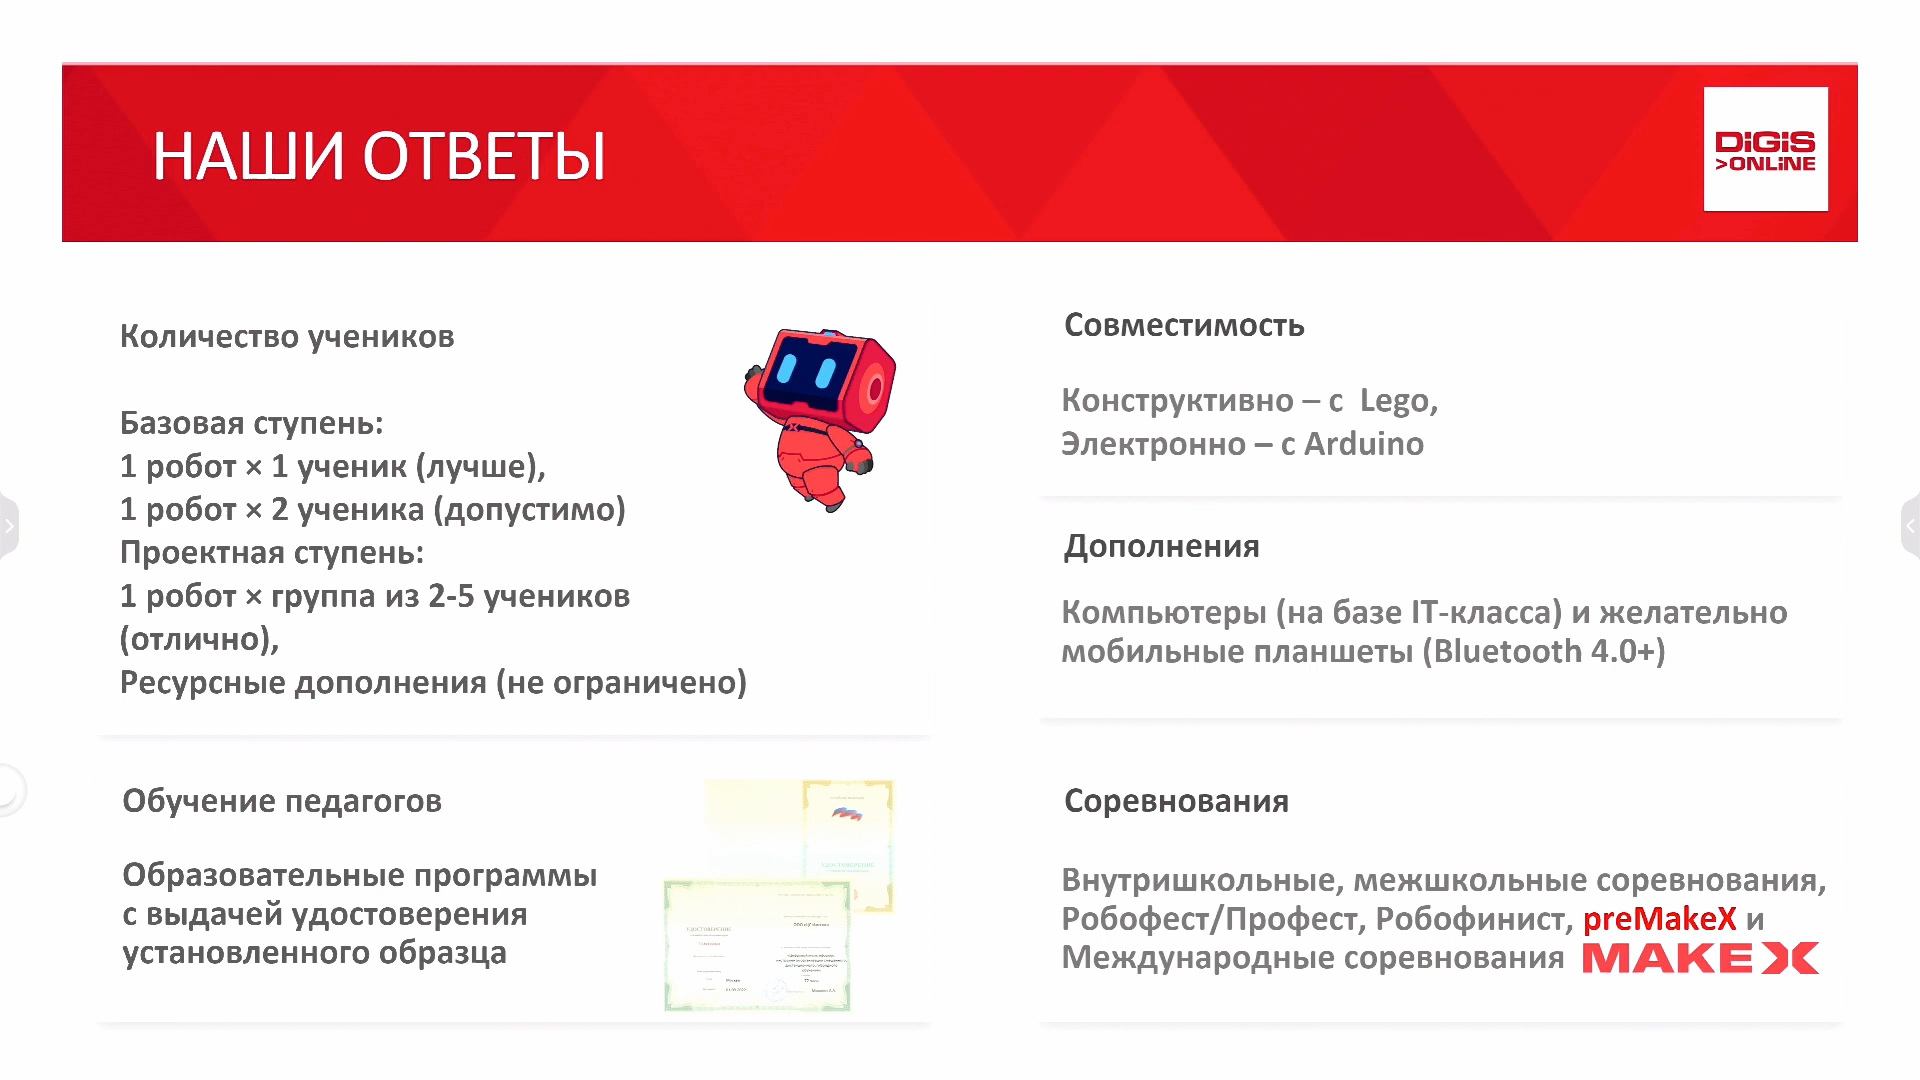 НАШИ ОТВЕТЫ
DiGiS
>ONLiNE
Количество учеников
Базовая ступень:
1 робот × 1 ученик (лучше),
1 робот × 2 ученика (допустимо)
Проектная ступень:
1 робот × группа из 2-5 учеников
(отлично),
Ресурсные дополнения (не ограничено)
Обучение педагогов
Образовательные программы
с выдачей удостоверения
установленного образца
УДОСТОВЕРЕНИЕ
УДОСТОВЕРЕНИЕ
Москва
Совместимость
Конструктивно – с  Lego,
Электронно – с Arduino
Дополнения
Компьютеры (на базе IT-класса) и желательно
мобильные планшеты (Bluetooth 4.0+)
Соревнования
Внутришкольные, межшкольные соревнования,
Робофест/Профест, Робофинист, preMakeX и
Международные соревнования MAKEX